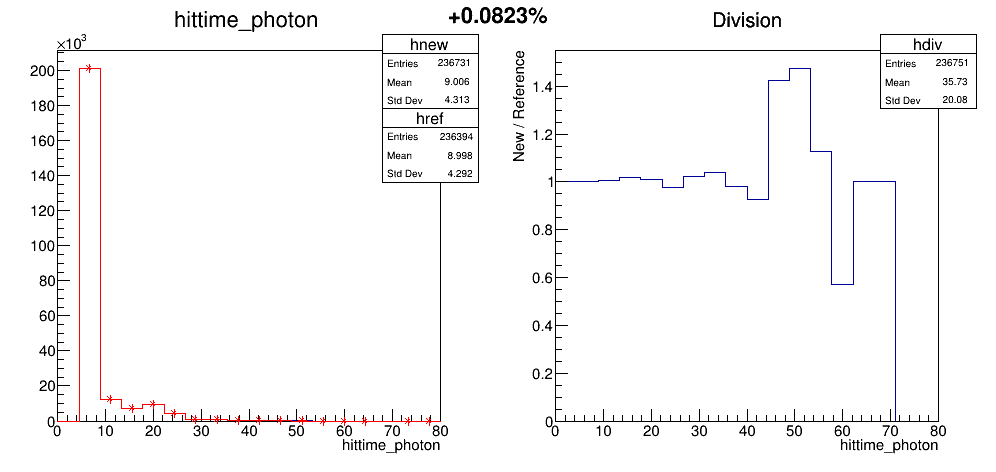 hittime_photon
+0.0823%
Division
×10³
hnew
Entries 236731
Mean 9.006
Std Dev 4.313
href
Entries 236394
Mean 8.998
Std Dev 4.292
200
180
160
140
120
100
80
60
40
20
0
0 10 20 30 40 50 60 70 80
hittime_photon
hdiv
Entries 236751
Mean 35.73
Std Dev 20.08
New / Reference
1.4
1.2
1
0.8
0.6
0.4
0.2
0
0 10 20 30 40 50 60 70 80
hittime_photon